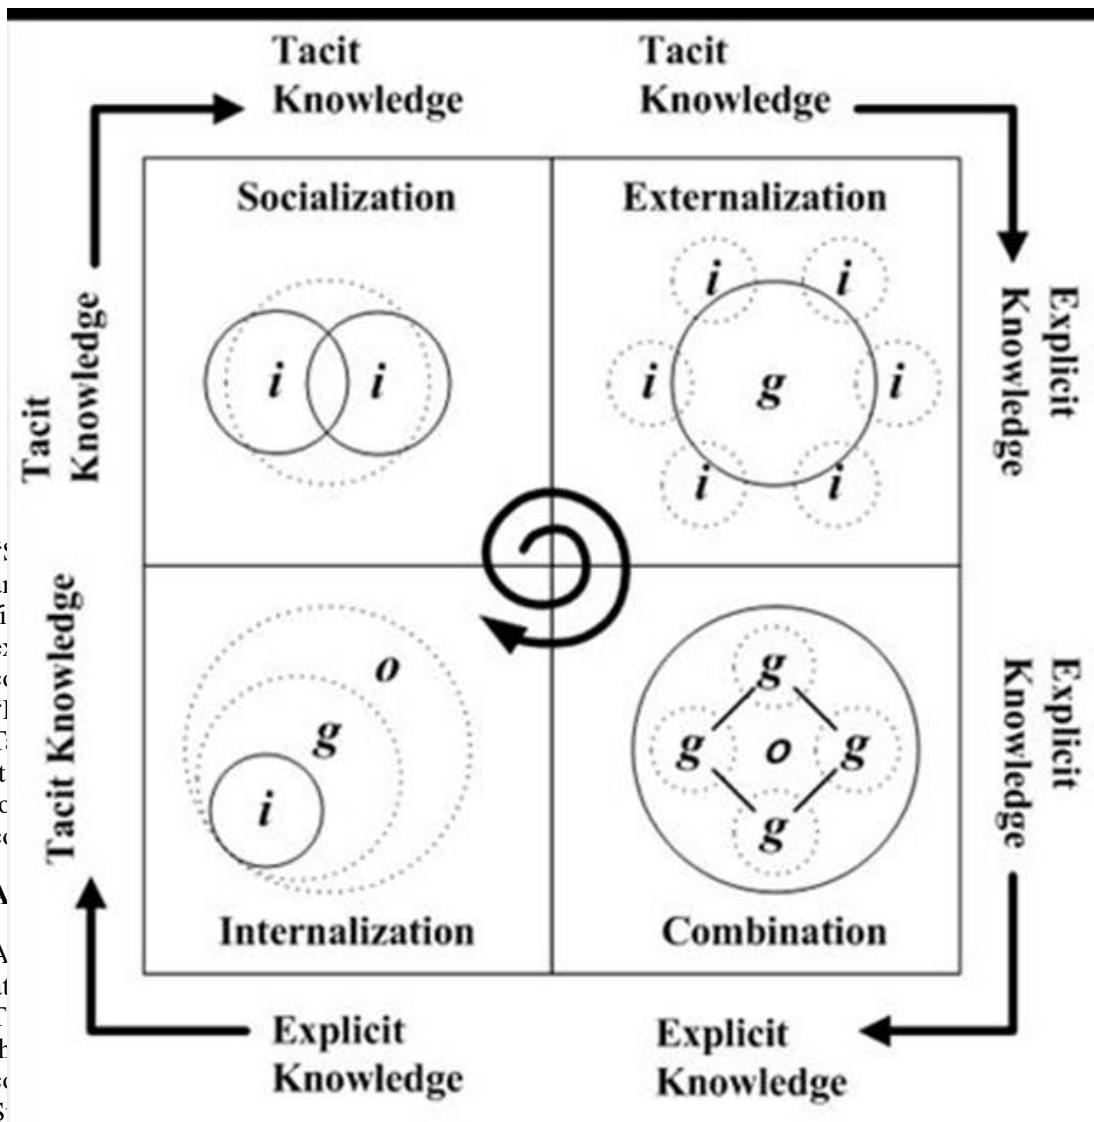 Tacit
Knowledge
Tacit
Knowledge
Socialization
Externalization
Tacit
Knowledge
i
i
i
i
i
g
i
i
i
Explicit
Knowledge
Tacit Knowledge
o
g
i
Internalization
g
g
o
g
g
Combination
Explicit
Knowledge
Explicit
Knowledge
Explicit
Knowledge